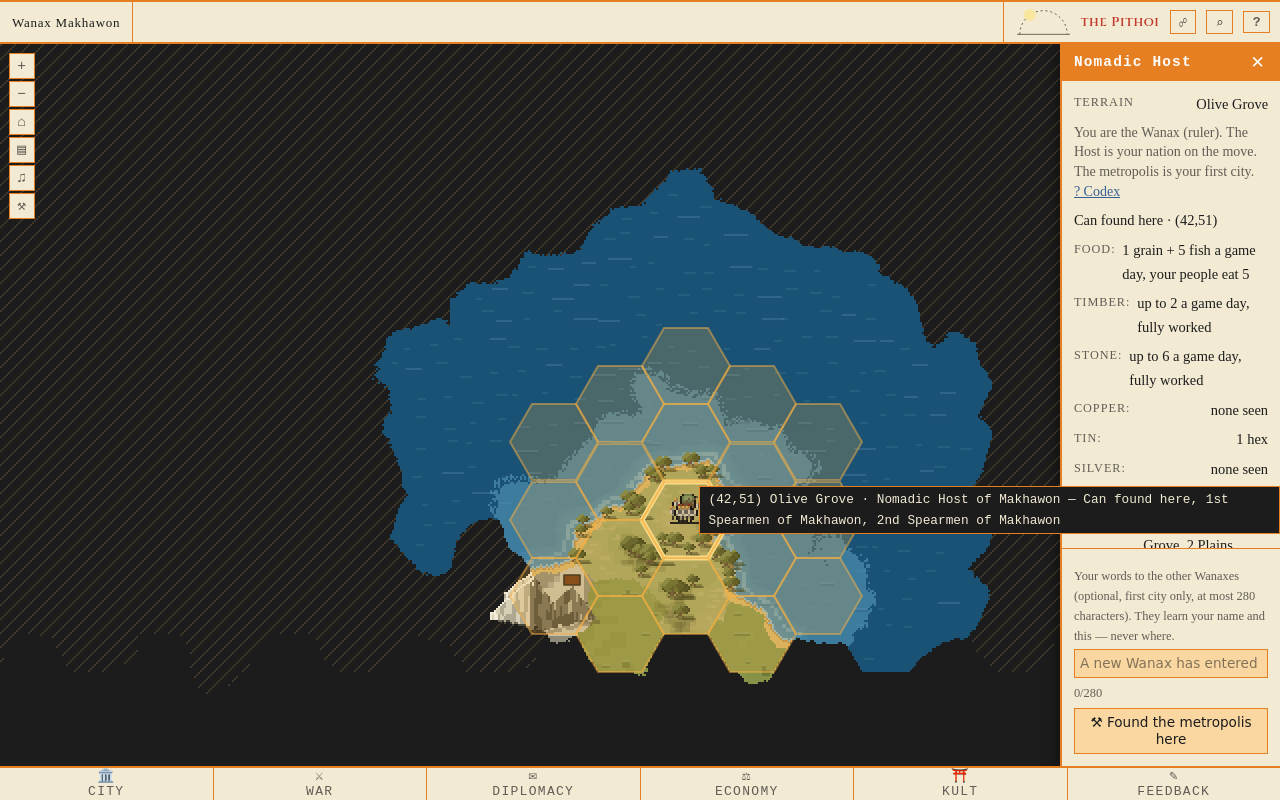 Wanax Makhawon
THE PITHOI
?
Nomadic Host ✕
TERRAIN Olive Grove
You are the Wanax (ruler). The
Host is your nation on the move.
The metropolis is your first city.
? Codex
Can found here · (42,51)
FOOD: 1 grain + 5 fish a game
day, your people eat 5
TIMBER: up to 2 a game day,
fully worked
STONE: up to 6 a game day,
fully worked
COPPER: none seen
TIN: 1 hex
SILVER: none seen
(42,51) Olive Grove · Nomadic Host of Makhawon — Can found here, 1st
Spearmen of Makhawon, 2nd Spearmen of Makhawon
Grove, 2 Plains
Your words to the other Wanaxes
(optional, first city only, at most 280
characters). They learn your name and
this — never where.
A new Wanax has entered
0/280
⚒ Found the metropolis
here
CITY
WAR
DIPLOMACY
ECONOMY
KULT
FEEDBACK